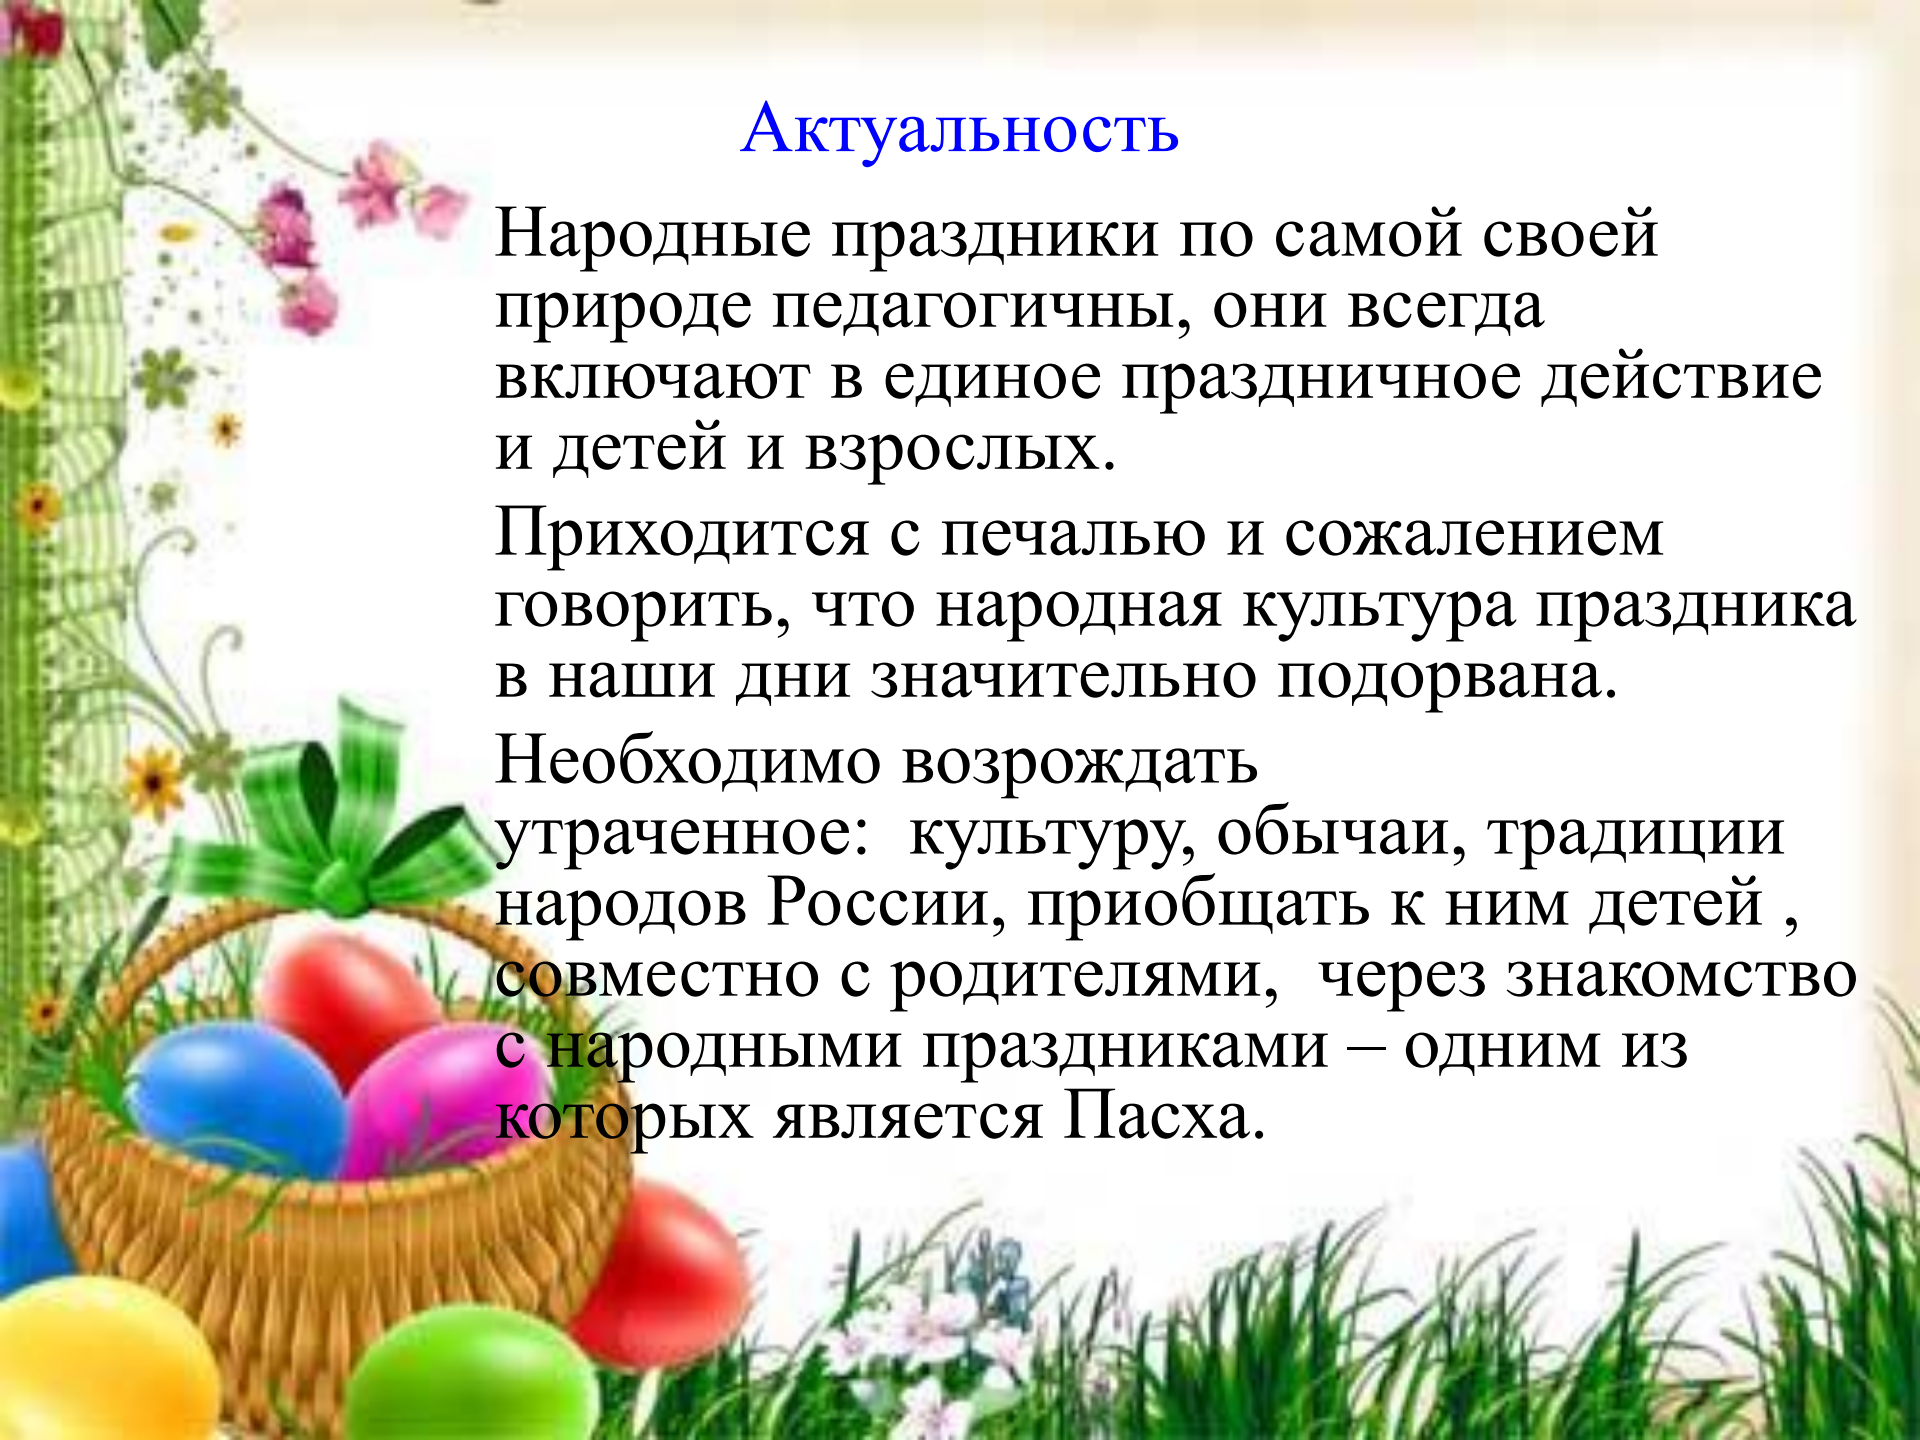 Актуальность
Народные праздники по самой своей
природе педагогичны, они всегда
включают в единое праздничное действие
и детей и взрослых.
Приходится с печалью и сожалением
говорить, что народная культура праздника
в наши дни значительно подорвана.
Необходимо возрождать
утраченное:  культуру, обычаи, традиции
народов России, приобщать к ним детей ,
совместно с родителями,  через знакомство
с народными праздниками – одним из
которых является Пасха.